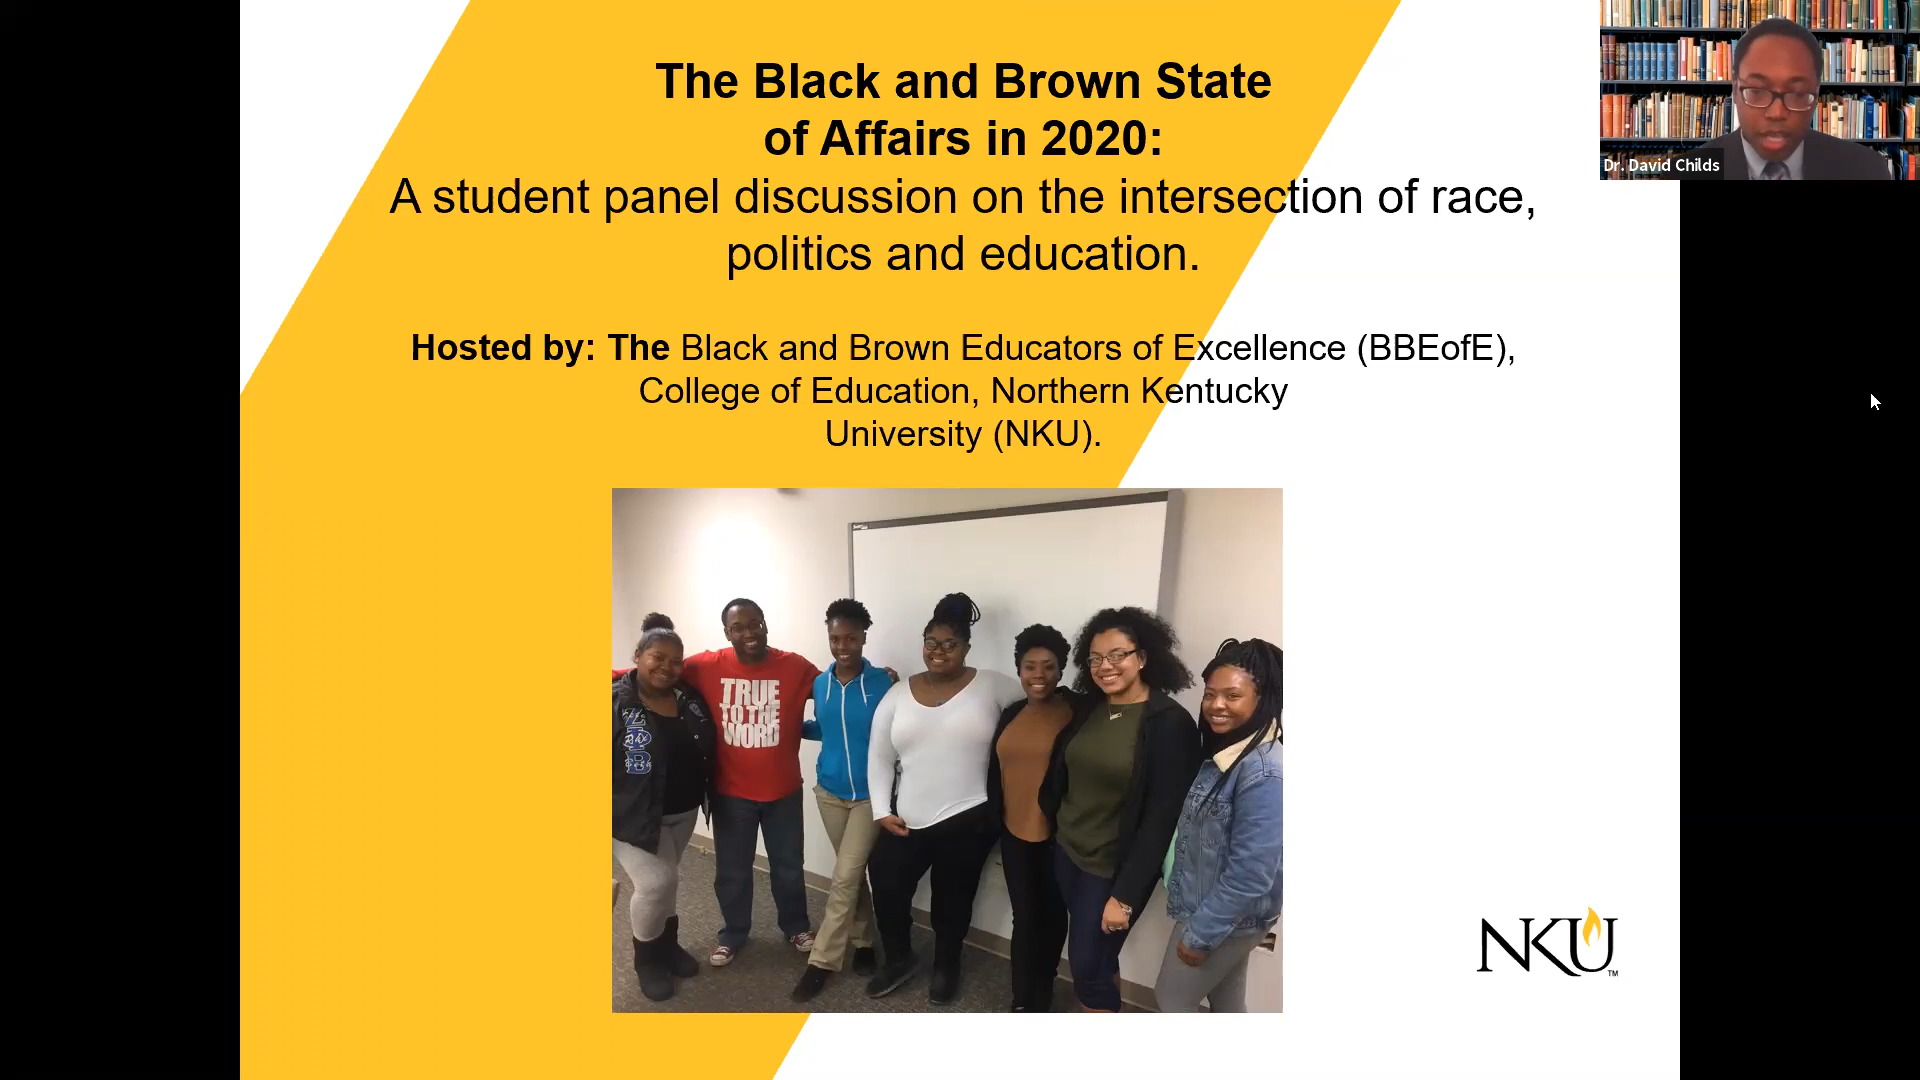 The Black and Brown State
of Affairs in 2020:
A student panel discussion on the intersection of race,
politics and education.
Hosted by: The Black and Brown Educators of Excellence (BBEofE),
College of Education, Northern Kentucky
University (NKU).
Dr. David Childs
TRUE
TO THE
WORD
ΖΦΒ
NKU
TM